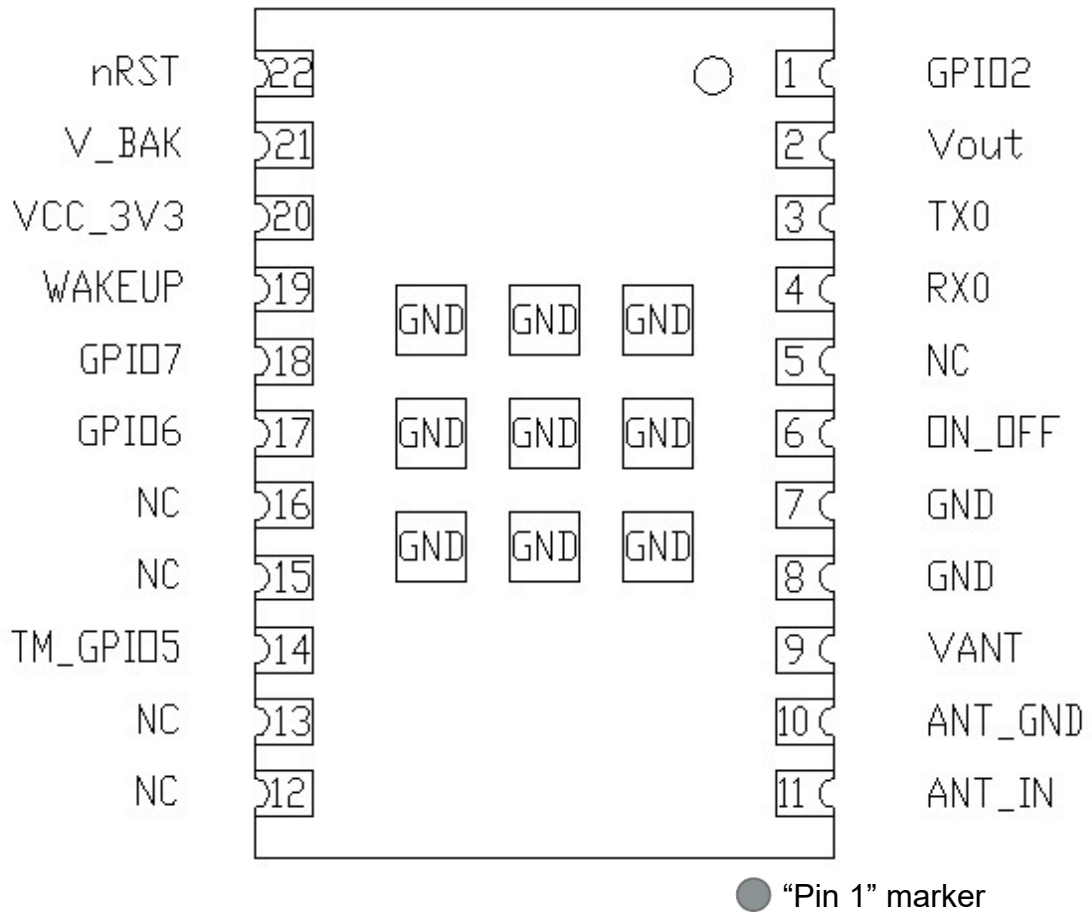 nRST 22 1 GPIO2
V_BAK 21 2 Vout
VCC_3V3 20 3 TX0
WAKEUP 19 4 RX0
GND GND GND
GPIO7 18 5 NC
GPIO6 17 GND GND GND 6 ON_OFF
NC 16 7 GND
GND GND GND
NC 15 8 GND
TM_GPIO5 14 9 VANT
NC 13 10 ANT_GND
NC 12 11 ANT_IN
“Pin 1” marker